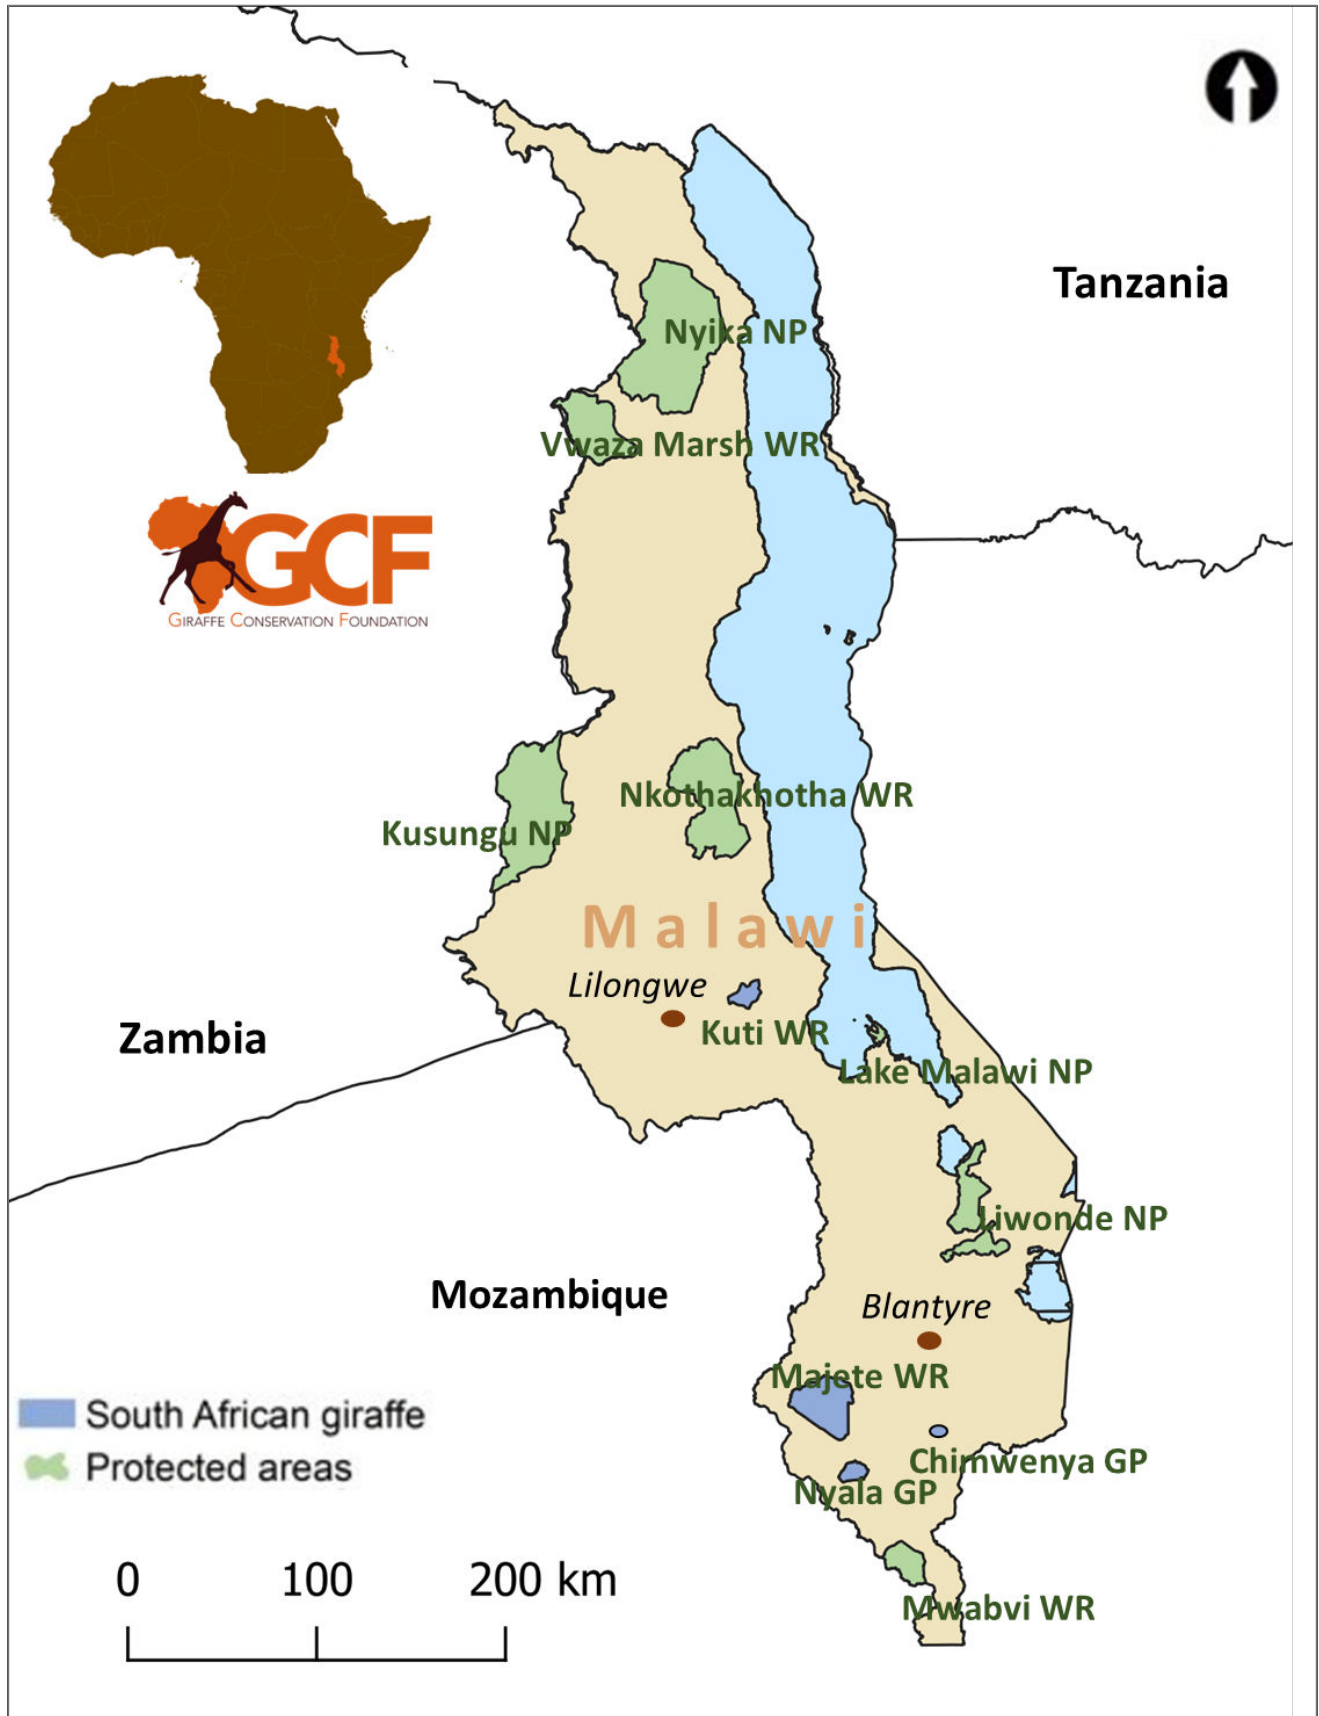 Tanzania
Nyika NP
Vwaza Marsh WR
GCF
GIRAFFE CONSERVATION FOUNDATION
Nkothakhotha WR
Kusungu NP
Malawi
Lilongwe
Kuti WR
Zambia
Lake Malawi NP
Liwonde NP
Mozambique
Blantyre
Majete WR
South African giraffe
Protected areas
Chimwenya GP
Nyala GP
0 100 200 km
Mwabvi WR